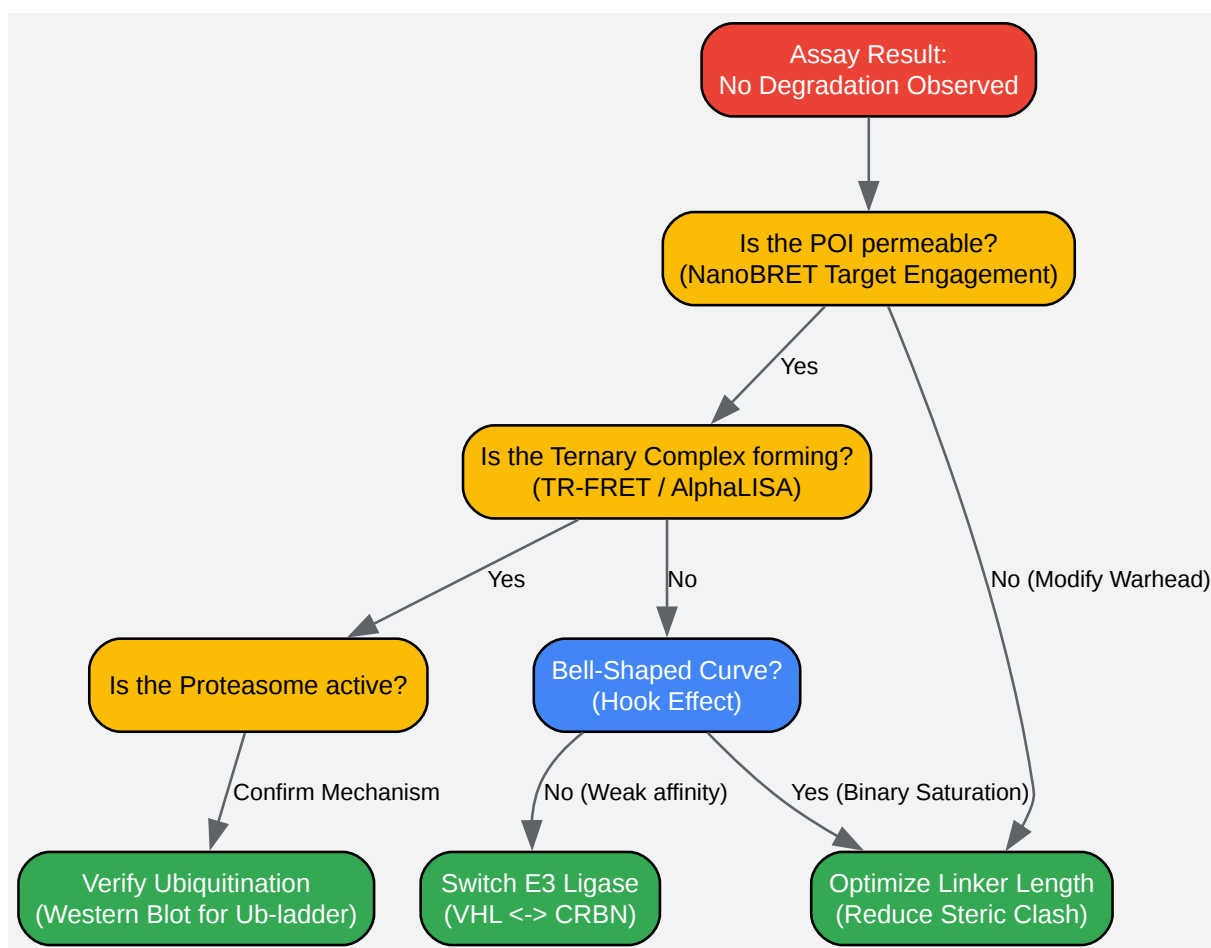 Assay Result:
No Degradation Observed
Is the POI permeable?
(NanoBRET Target Engagement)
Yes
Is the Ternary Complex forming?
(TR-FRET / AlphaLISA)
Yes
No
No (Modify Warhead)
Is the Proteasome active?
Bell-Shaped Curve?
(Hook Effect)
Confirm Mechanism
No (Weak affinity)
Yes (Binary Saturation)
Verify Ubiquitination
(Western Blot for Ub-ladder)
Switch E3 Ligase
(VHL <-> CRBN)
Optimize Linker Length
(Reduce Steric Clash)